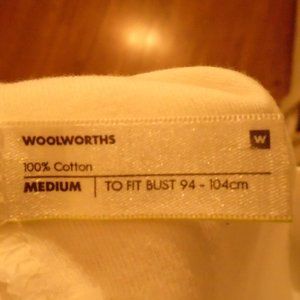 WOOLWORTHS W
100% Cotton
MEDIUM TO FIT BUST 94 - 104cm